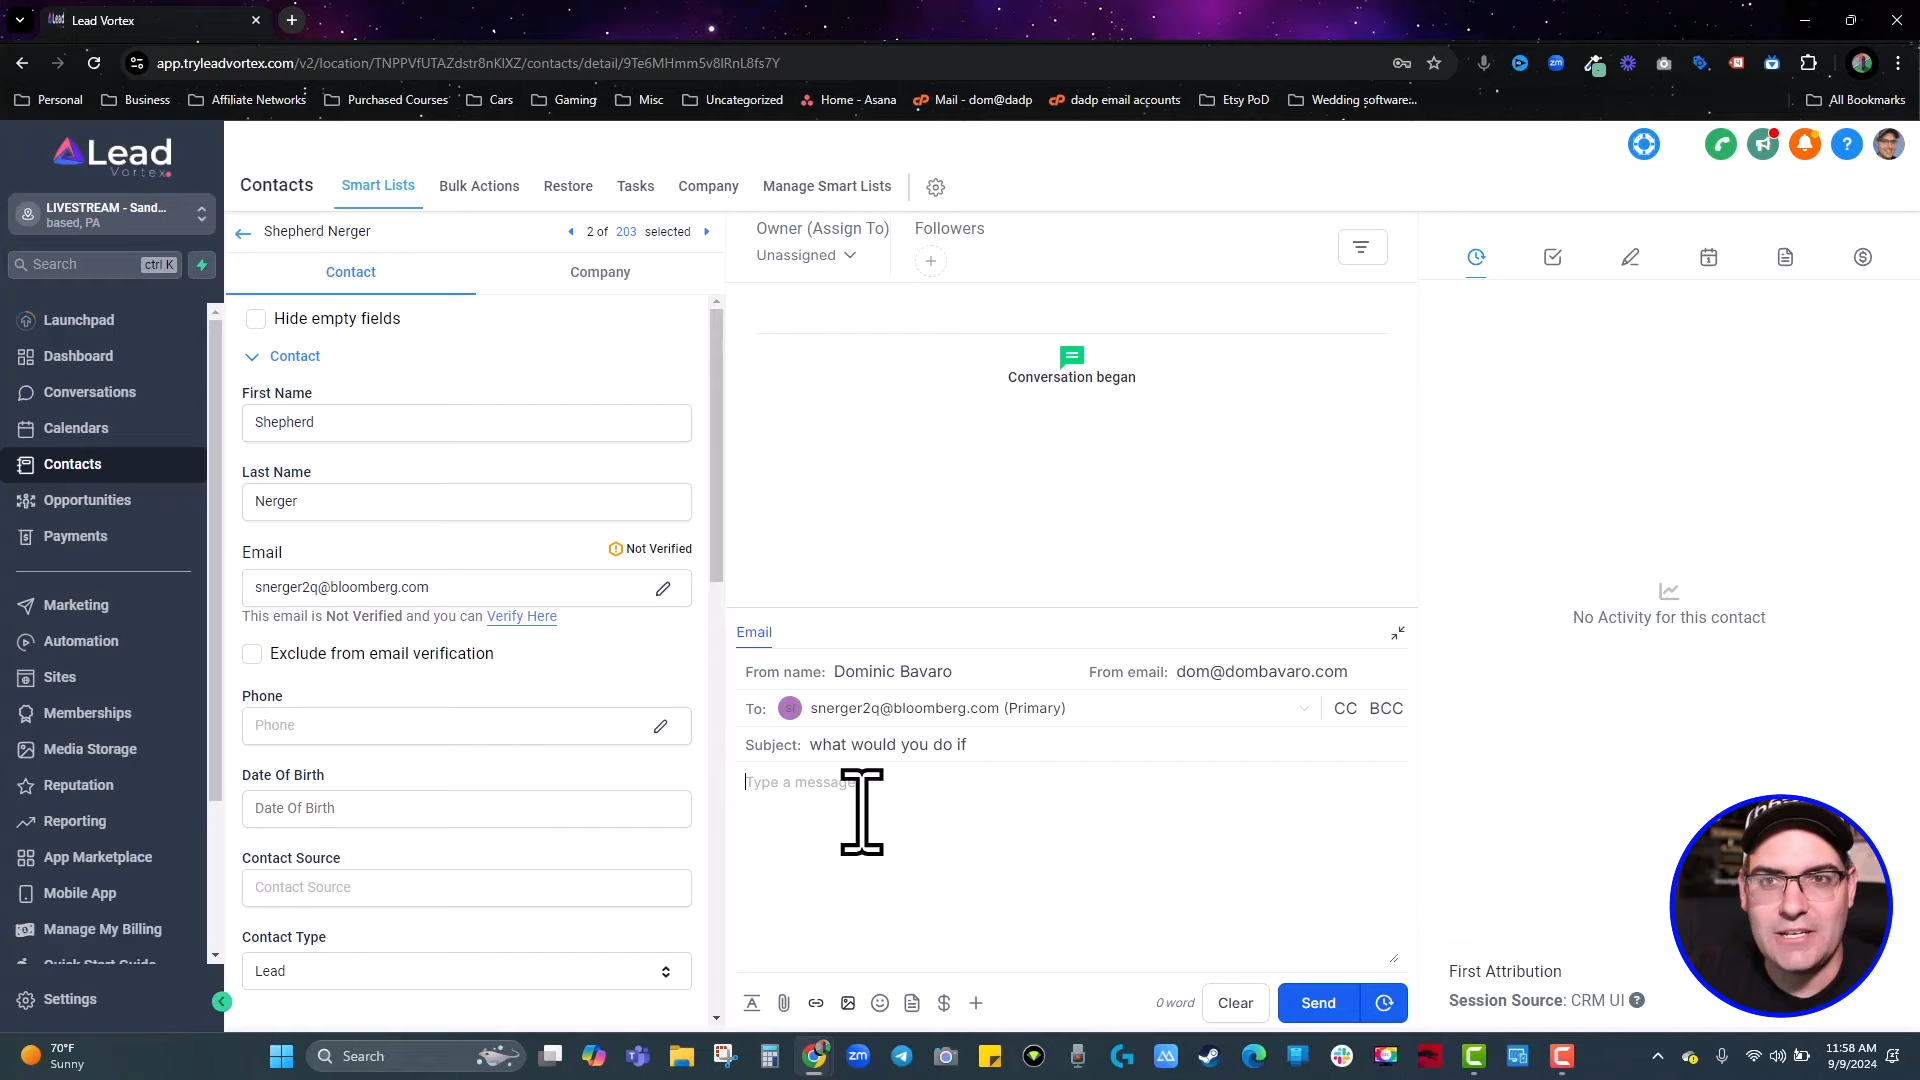 Lead Vortex
app.tryleadvortex.com/v2/location/TNPPVfUTAZdstr8nKlXZ/contacts/detail/9Te6MHmm5v8lRnL8fs7Y
Personal Business Affiliate Networks Purchased Courses Cars Gaming Misc Uncategorized Home - Asana Mail - dom@dadp dadp email accounts Etsy PoD Wedding software:... All Bookmarks
Lead
Vortex
LIVESTREAM - Sand...
based, PA
Search ctrl K
Launchpad
Dashboard
Conversations
Calendars
Contacts
Opportunities
Payments
Marketing
Automation
Sites
Memberships
Media Storage
Reputation
Reporting
App Marketplace
Mobile App
Manage My Billing
Quick Start Guide
Settings
Contacts Smart Lists Bulk Actions Restore Tasks Company Manage Smart Lists
Shepherd Nerger 2 of 203 selected
Contact Company
Hide empty fields
Contact
First Name
Shepherd
Last Name
Nerger
Email Not Verified
snerger2q@bloomberg.com
This email is Not Verified and you can Verify Here
Exclude from email verification
Phone
Phone
Date Of Birth
Date Of Birth
Contact Source
Contact Source
Contact Type
Lead
Owner (Assign To) Followers
Unassigned
Conversation began
Email
From name: Dominic Bavaro From email: dom@dombavaro.com
To: snerger2q@bloomberg.com (Primary) CC BCC
Subject: what would you do if
Type a message
0 word Clear Send
No Activity for this contact
First Attribution
Session Source: CRM UI
70°F
Sunny
Search
11:58 AM
9/9/2024